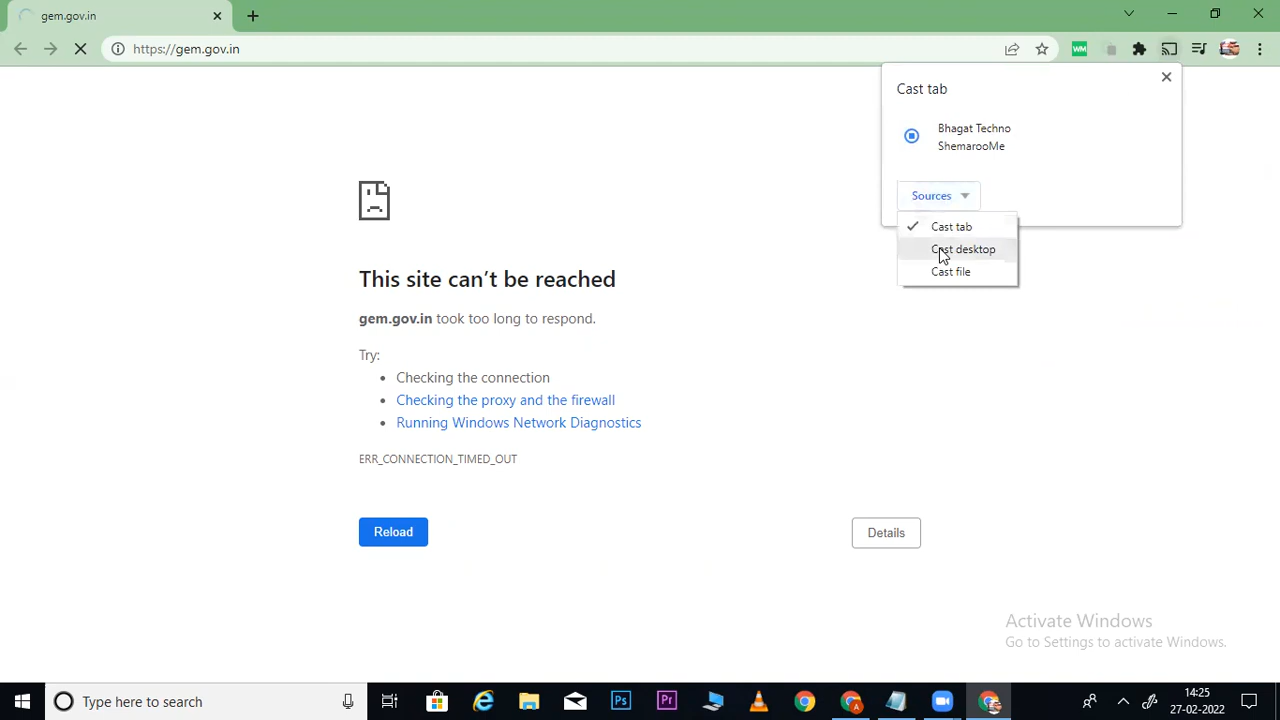 gem.gov.in
https://gem.gov.in
WM
Cast tab
Bhagat Techno
ShemarooMe
Sources
Cast tab
Cast desktop
Cast file
This site can’t be reached
gem.gov.in took too long to respond.
Try:
Checking the connection
Checking the proxy and the firewall
Running Windows Network Diagnostics
ERR_CONNECTION_TIMED_OUT
Reload
Details
Activate Windows
Go to Settings to activate Windows.
Type here to search
Ps
Pr
A
14:25
27-02-2022